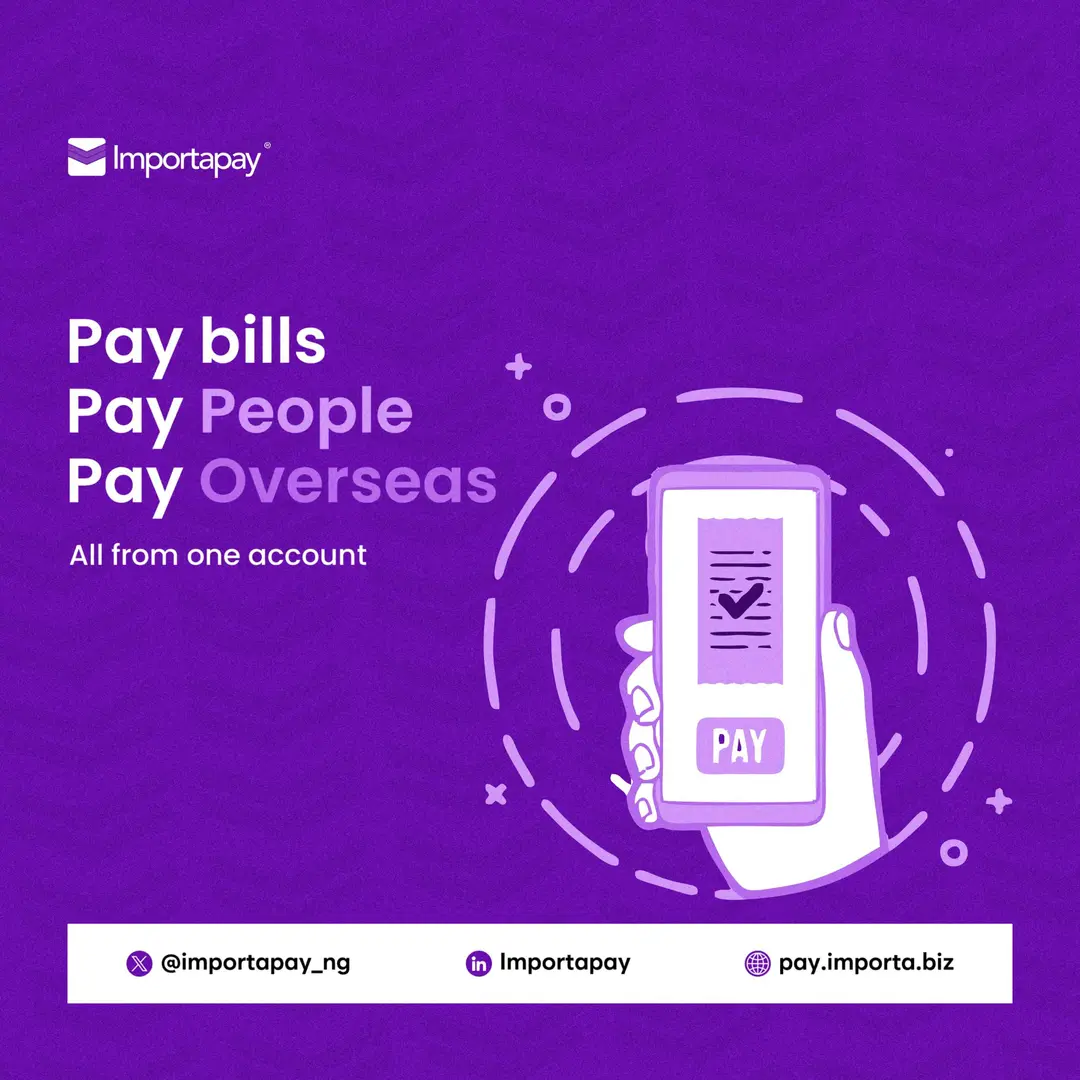 Importapay®
Pay bills
Pay People
Pay Overseas
All from one account
PAY
@importapay_ng
Importapay
pay.importa.biz